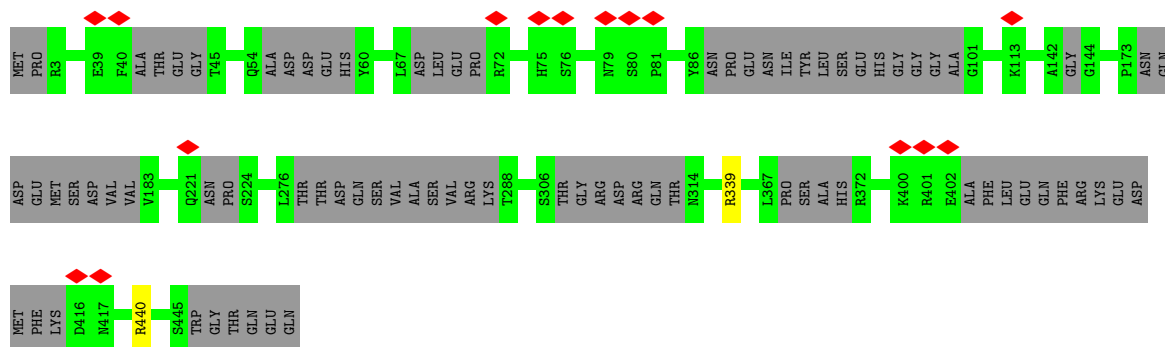 MET PRO R3 E39 F40 ALA THR GLU GLY T45 Q54 ALA ASP ASP GLU HIS Y60 L67 ASP LEU GLU PRO R72 H75 S76 N79 S80 P81 Y86 ASN PRO GLU ASN ILE TYR LEU SER GLU HIS GLY GLY GLY ALA G101 K113 A142 GLY G144 P173 ASN GLN
ASP GLU MET SER ASP VAL VAL V183 Q221 ASN PRO S224 L276 THR THR ASP GLN SER VAL ALA SER VAL ARG LYS T288 S306 THR GLY ARG ASP ARG GLN THR N314 R339 L367 PRO SER ALA HIS R372 K400 R401 E402 ALA PHE LEU GLU GLN PHE ARG LYS GLU ASP
MET PHE LYS D416 N417 R440 S445 TRP GLY THR GLN GLU GLN